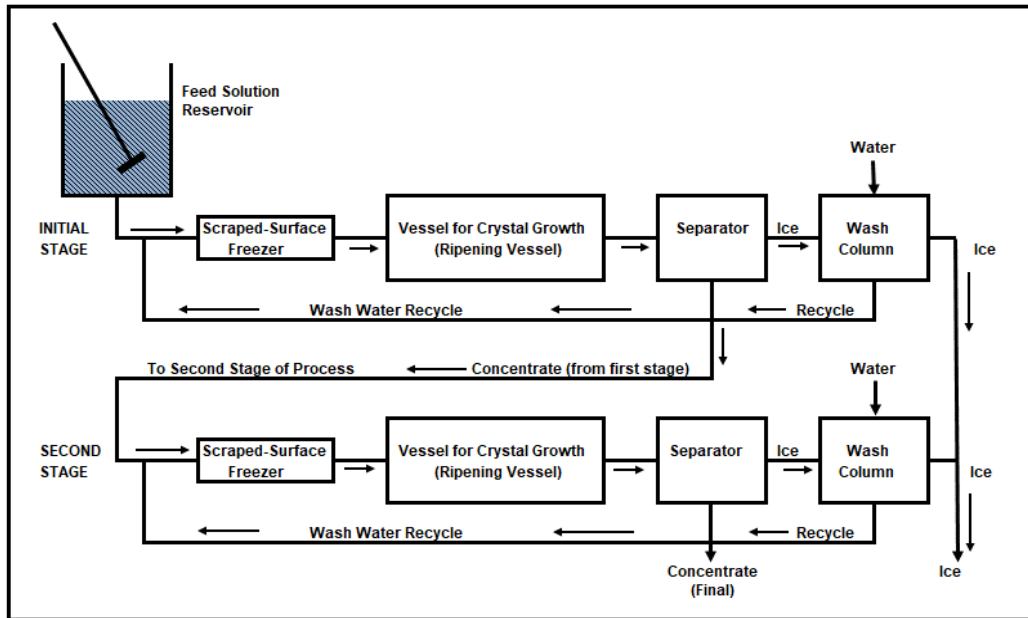 Feed Solution
Reservoir
Water
INITIAL
STAGE
Scraped-Surface
Freezer
Vessel for Crystal Growth
(Ripening Vessel)
Separator
Ice
Wash
Column
Ice
Wash Water Recycle
Recycle
To Second Stage of Process
Concentrate (from first stage)
Water
SECOND
STAGE
Scraped-Surface
Freezer
Vessel for Crystal Growth
(Ripening Vessel)
Separator
Ice
Wash
Column
Ice
Wash Water Recycle
Recycle
Concentrate
(Final)
Ice